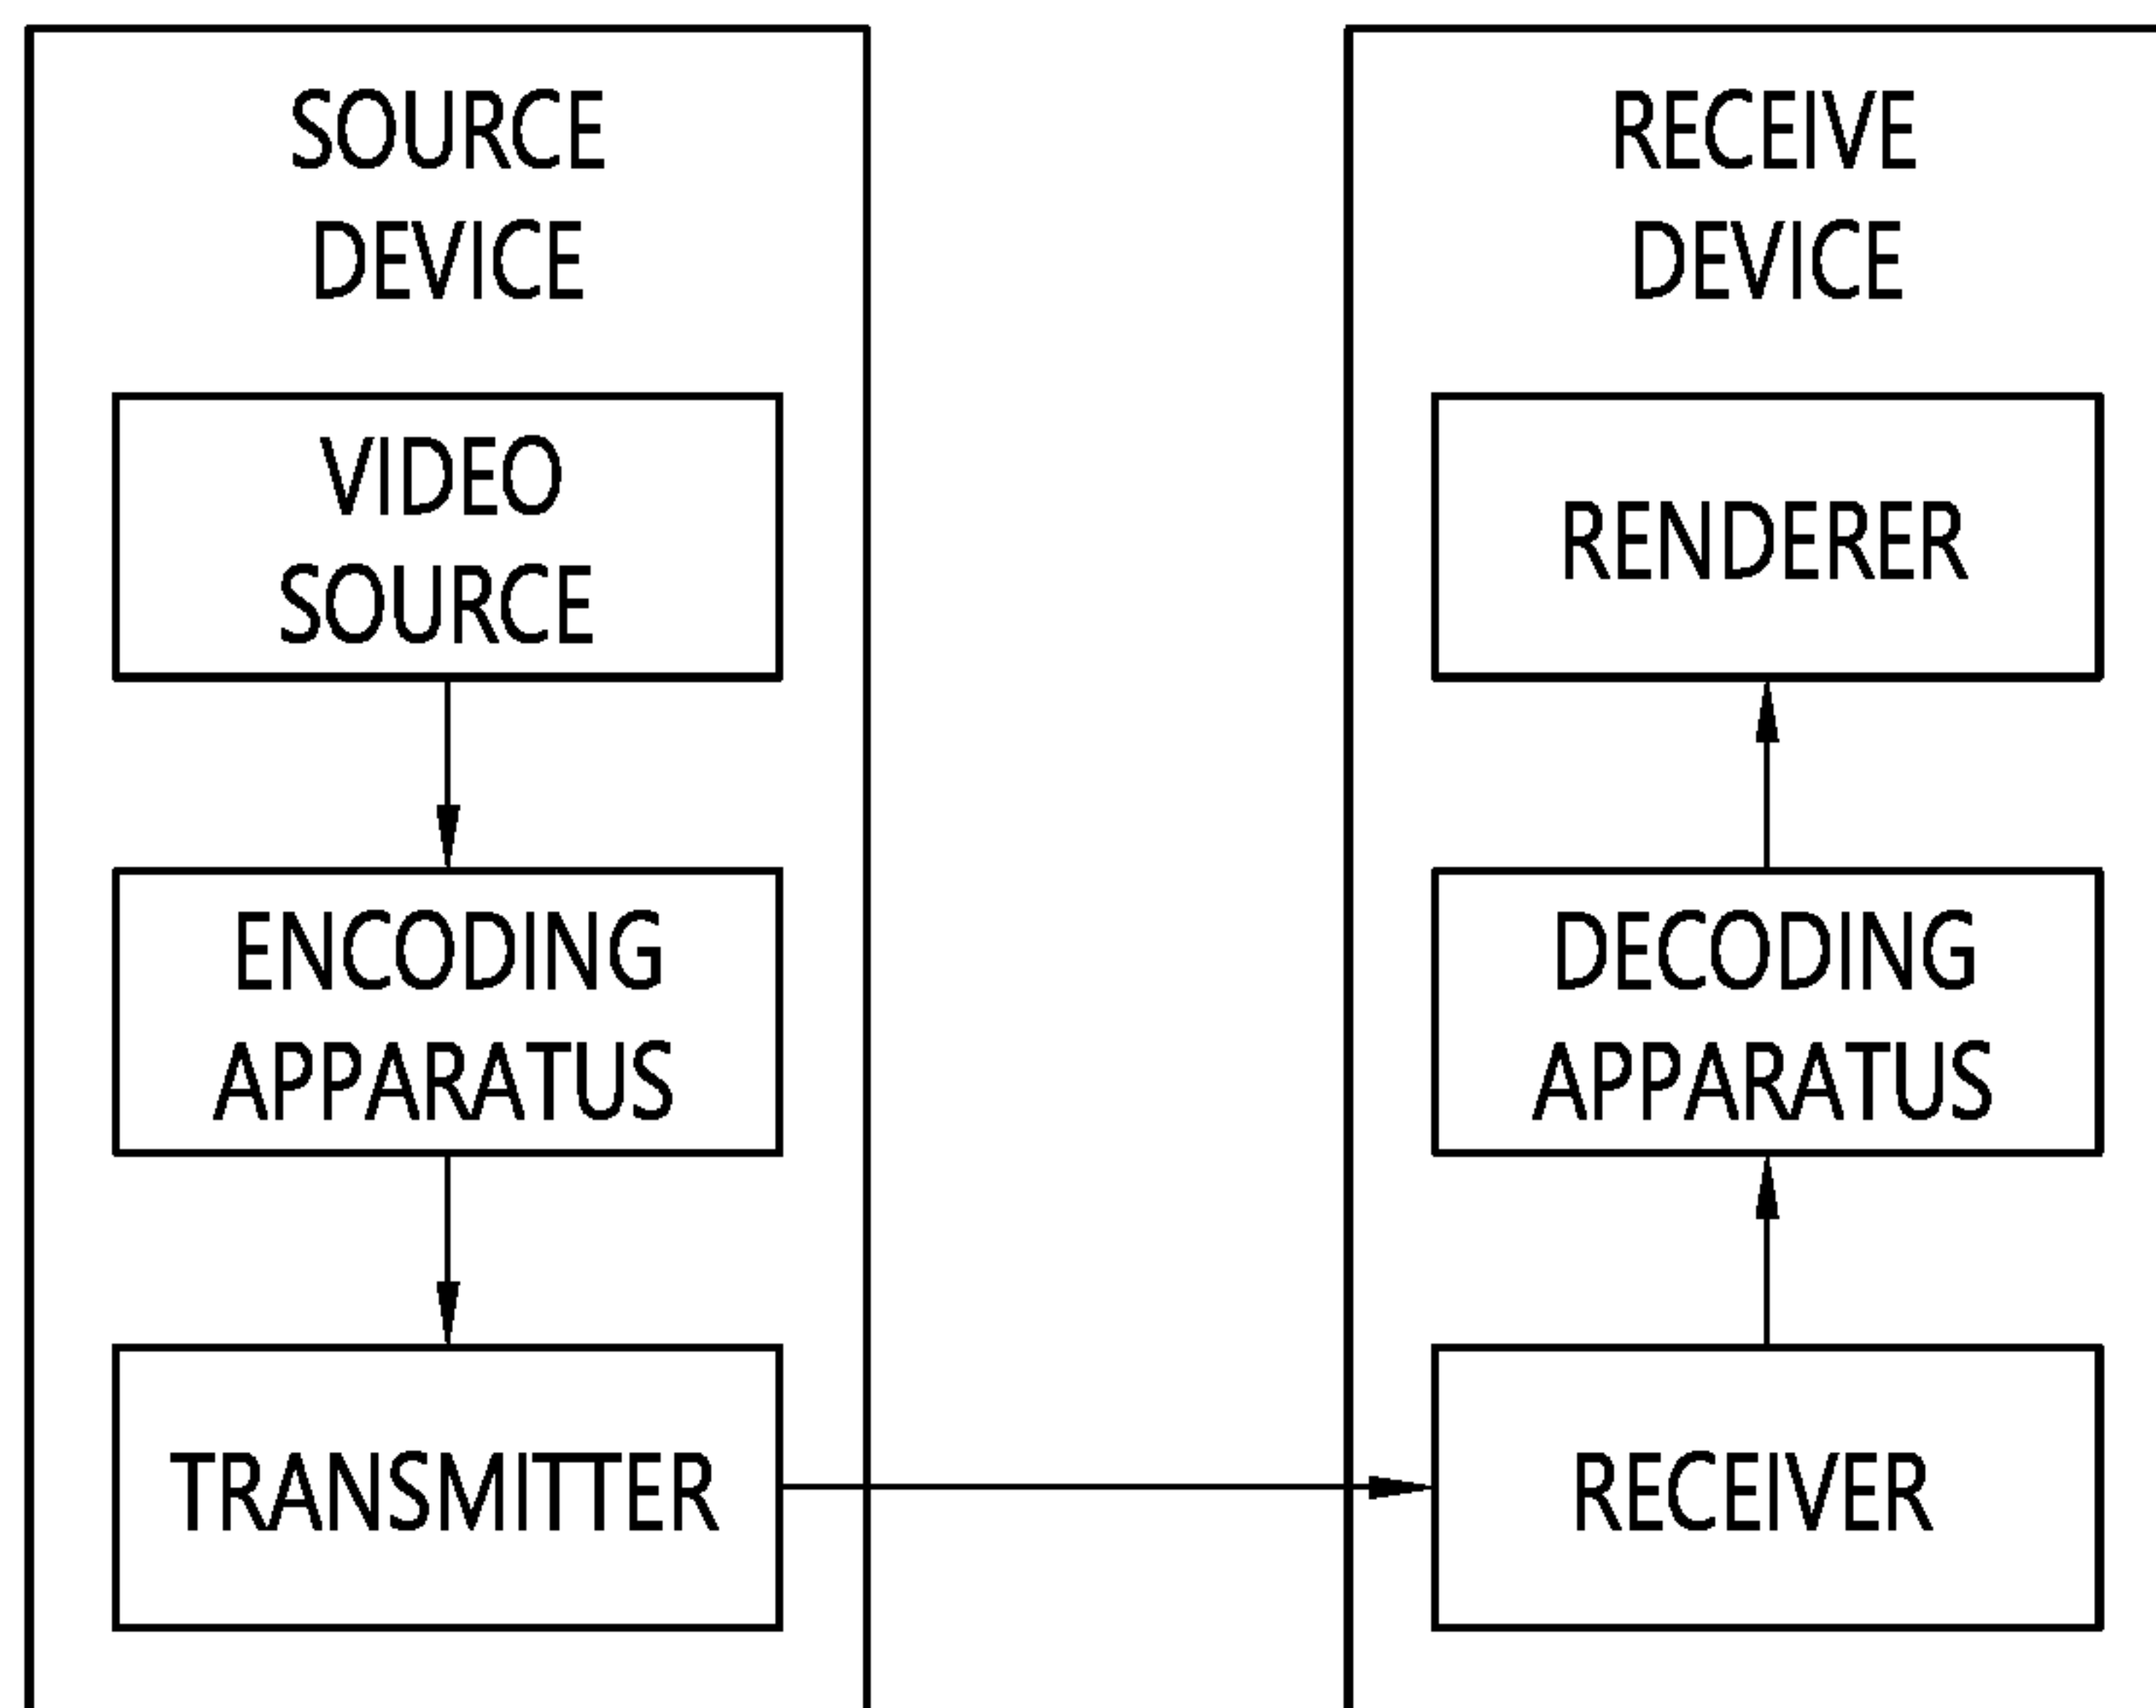 SOURCE
DEVICE
VIDEO
SOURCE
ENCODING
APPARATUS
TRANSMITTER
RECEIVE
DEVICE
RENDERER
DECODING
APPARATUS
RECEIVER